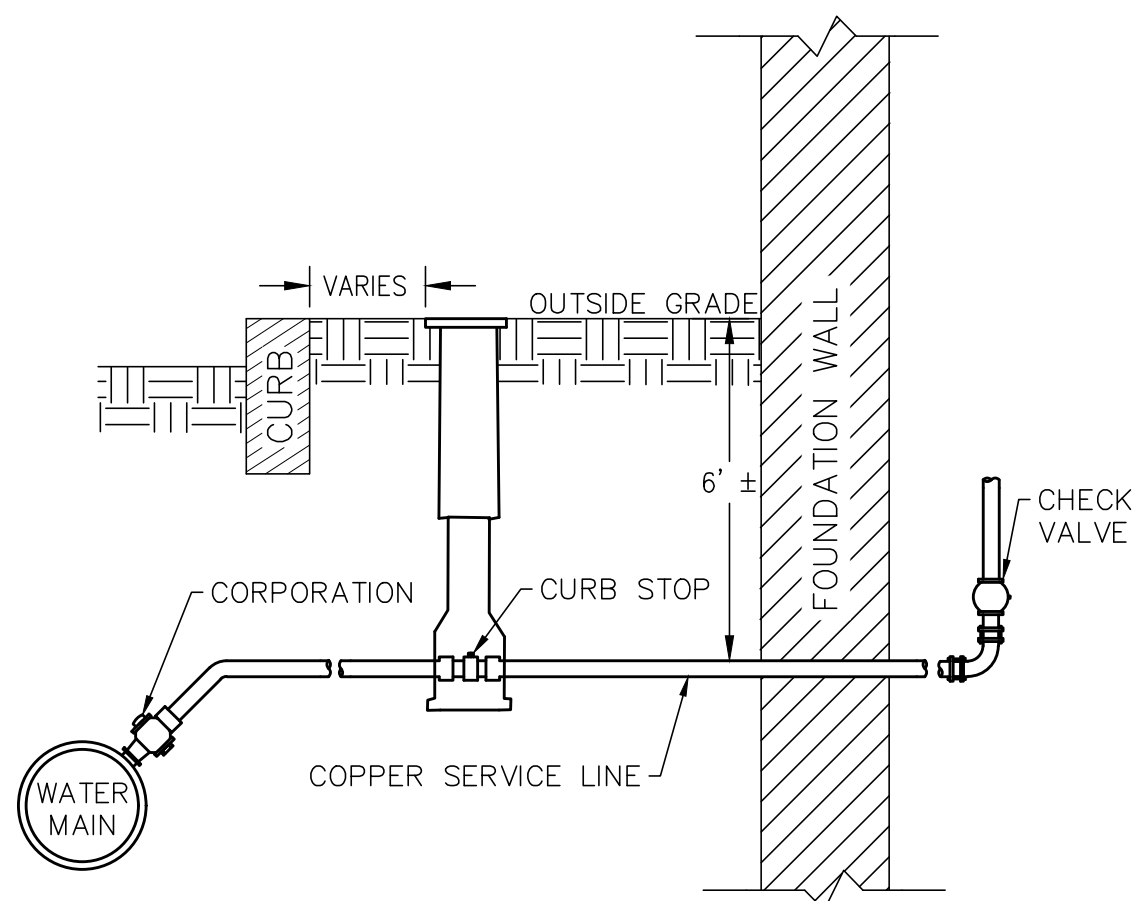 VARIES
OUTSIDE GRADE
CURB
FOUNDATION WALL
6' ±
CHECK
VALVE
CORPORATION
CURB STOP
COPPER SERVICE LINE
WATER
MAIN